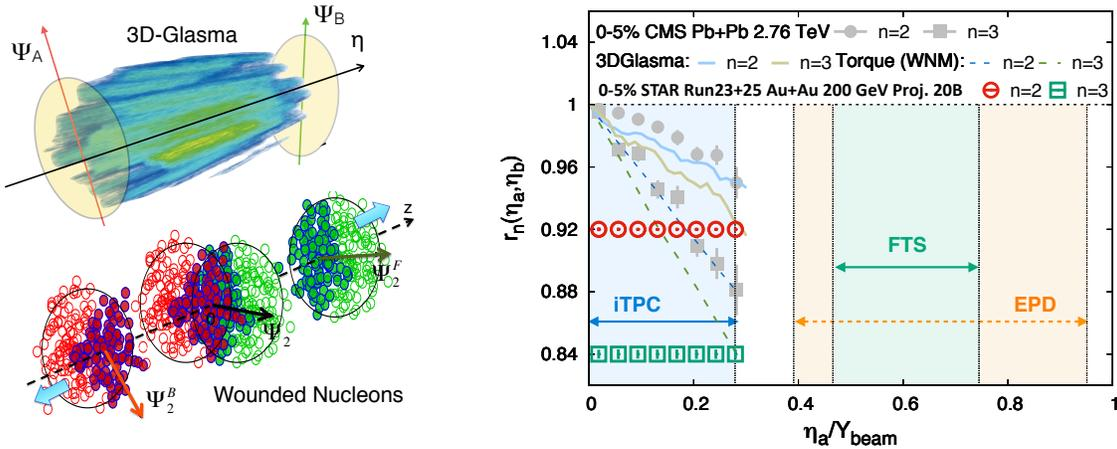 Ψ_A
3D-Glasma
Ψ_B
η
z
Ψ_2^F
Ψ_2
Ψ_2^B
Wounded Nucleons
0-5% CMS Pb+Pb 2.76 TeV n=2 n=3
3DGlasma: n=2 n=3 Torque (WNM): n=2 n=3
0-5% STAR Run23+25 Au+Au 200 GeV Proj. 20B n=2 n=3
1.04
1
0.96
0.92
0.88
0.84
r_n(η_a,η_b)
FTS
iTPC
EPD
0 0.2 0.4 0.6 0.8 1
η_a/Y_beam